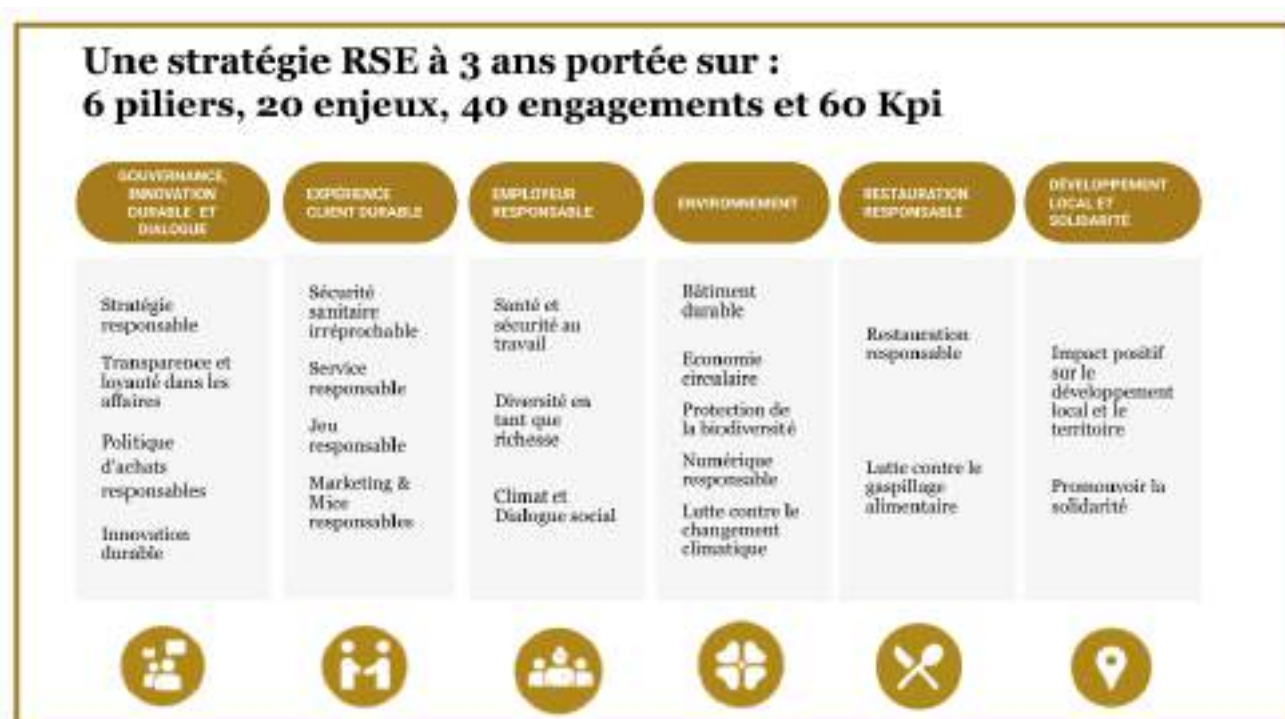 Une stratégie RSE à 3 ans portée sur :
6 piliers, 20 enjeux, 40 engagements et 60 Kpi
GOUVERNANCE,
INNOVATION
DURABLE ET
DIALOGUE
Stratégie
responsable
Transparence et
loyauté dans les
affaires
Politique
d'achats
responsables
Innovation
durable
EXPÉRIENCE
CLIENT DURABLE
Sécurité
sanitaire
irréprochable
Service
responsable
Jeu
responsable
Marketing &
Mice
responsables
EMPLOYEUR
RESPONSABLE
Santé et
sécurité au
travail
Diversité en
tant que
richesse
Climat et
Dialogue social
ENVIRONNEMENT
Bâtiment
durable
Economie
circulaire
Protection de
la biodiversité
Numérique
responsable
Lutte contre le
changement
climatique
RESTAURATION
RESPONSABLE
Restauration
responsable
Lutte contre le
gaspillage
alimentaire
DÉVELOPPEMENT
LOCAL ET
SOLIDARITÉ
Impact positif
sur le
développement
local et le
territoire
Promouvoir la
solidarité